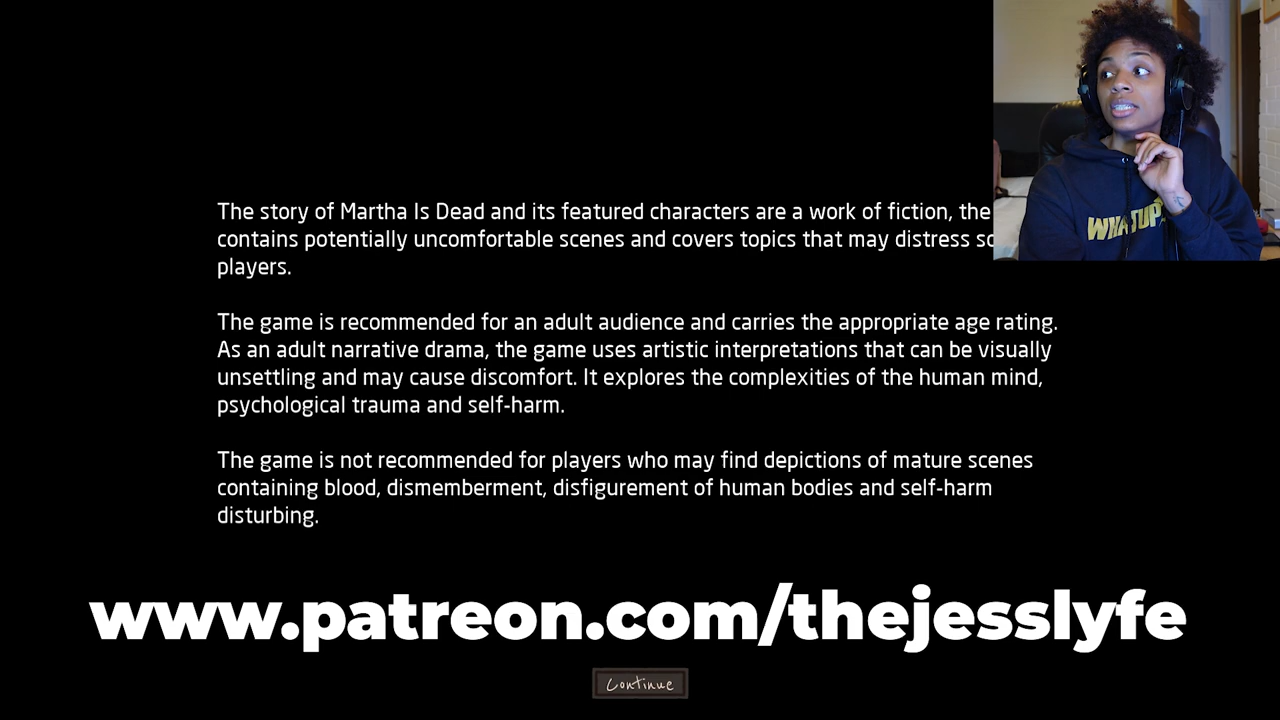 The story of Martha Is Dead and its featured characters are a work of fiction, the
contains potentially uncomfortable scenes and covers topics that may distress
players.
The game is recommended for an adult audience and carries the appropriate age rating.
As an adult narrative drama, the game uses artistic interpretations that can be visually
unsettling and may cause discomfort. It explores the complexities of the human mind,
psychological trauma and self-harm.
The game is not recommended for players who may find depictions of mature scenes
containing blood, dismemberment, disfigurement of human bodies and self-harm
disturbing.
www.patreon.com/thejesslyfe
Continue